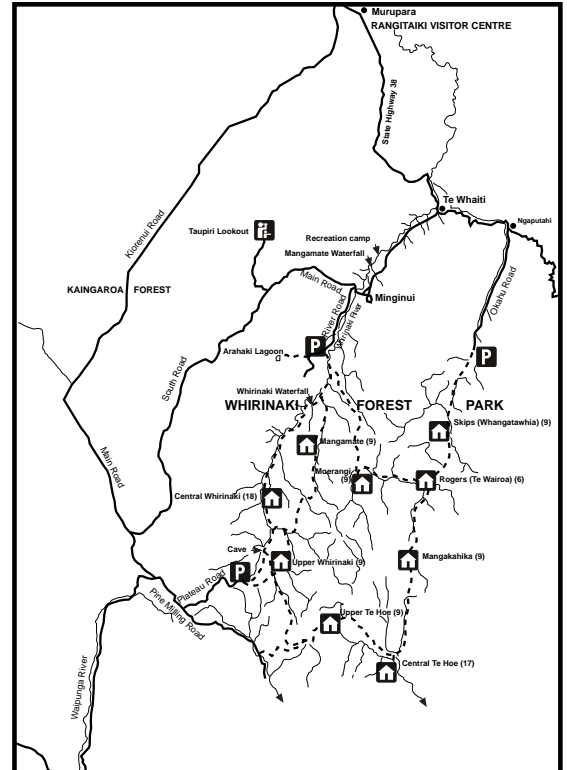 Murupara
RANGITAIKI VISITOR CENTRE
State Highway 38
Te Whaiti
Ngaputahi
Kiorenui Road
Taupiri Lookout
Recreation camp
Mangamate Waterfall
Main Road
Minginui
KAINGAROA FOREST
River Road
Whirinaki River
Okahu Road
P
Arahaki Lagoon
P
South Road
Whirinaki Waterfall
WHIRINAKI FOREST PARK
Skips (Whangatawhia) (9)
Mangamate (9)
Main Road
Moerangi
(9)
Rogers (Te Wairoa) (6)
Central Whirinaki (18)
Cave
Upper Whirinaki (9)
Mangakahika (9)
P
Plateau Road
Pine Milling Road
Upper Te Hoe (9)
Waipunga River
Central Te Hoe (17)